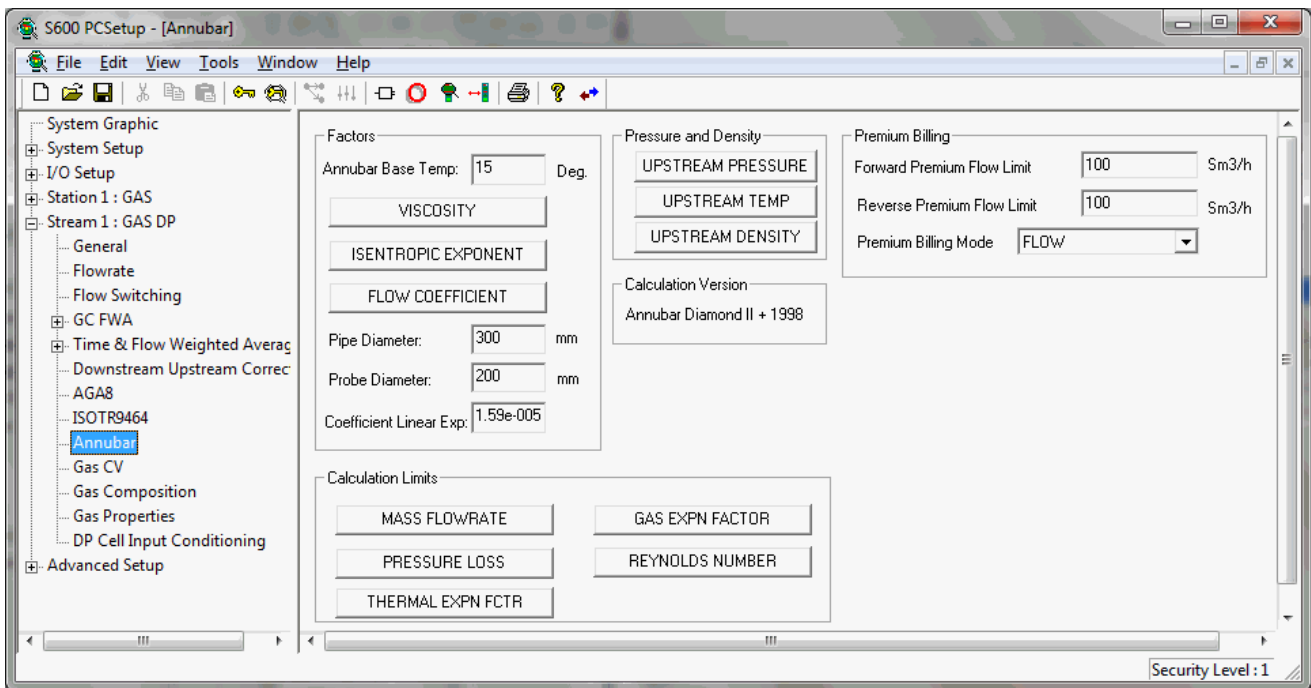 S600 PCSetup - [Annubar]
File Edit View Tools Window Help
System Graphic
System Setup
I/O Setup
Station 1 : GAS
Stream 1 : GAS DP
General
Flowrate
Flow Switching
GC FWA
Time & Flow Weighted Averag
Downstream Upstream Correc
AGA8
ISOTR9464
Annubar
Gas CV
Gas Composition
Gas Properties
DP Cell Input Conditioning
Advanced Setup
Factors
Annubar Base Temp: 15 Deg.
VISCOSITY
ISENTROPIC EXPONENT
FLOW COEFFICIENT
Pipe Diameter: 300 mm
Probe Diameter: 200 mm
Coefficient Linear Exp: 1.59e-005
Pressure and Density
UPSTREAM PRESSURE
UPSTREAM TEMP
UPSTREAM DENSITY
Calculation Version
Annubar Diamond II + 1998
Premium Billing
Forward Premium Flow Limit 100 Sm3/h
Reverse Premium Flow Limit 100 Sm3/h
Premium Billing Mode FLOW
Calculation Limits
MASS FLOWRATE GAS EXPN FACTOR
PRESSURE LOSS REYNOLDS NUMBER
THERMAL EXPN FCTR
Security Level : 1